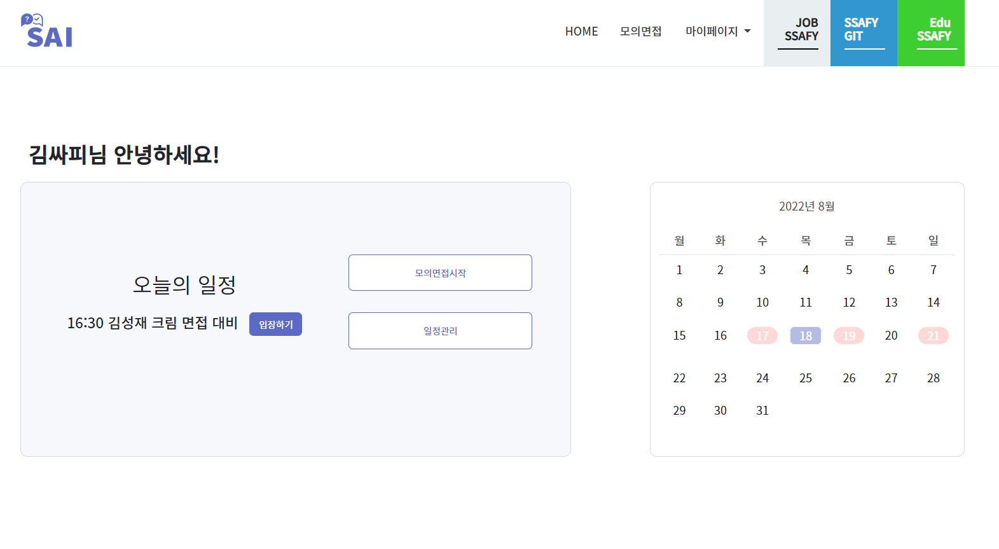 ?
SAI
HOME
모의면접
마이페이지
JOB
SSAFY
SSAFY
GIT
Edu
SSAFY
김싸피님 안녕하세요!
오늘의 일정
16:30 김성재 크림 면접 대비
입장하기
모의면접시작
일정관리
2022년 8월
월 화 수 목 금 토 일
1 2 3 4 5 6 7
8 9 10 11 12 13 14
15 16 17 18 19 20 21
22 23 24 25 26 27 28
29 30 31